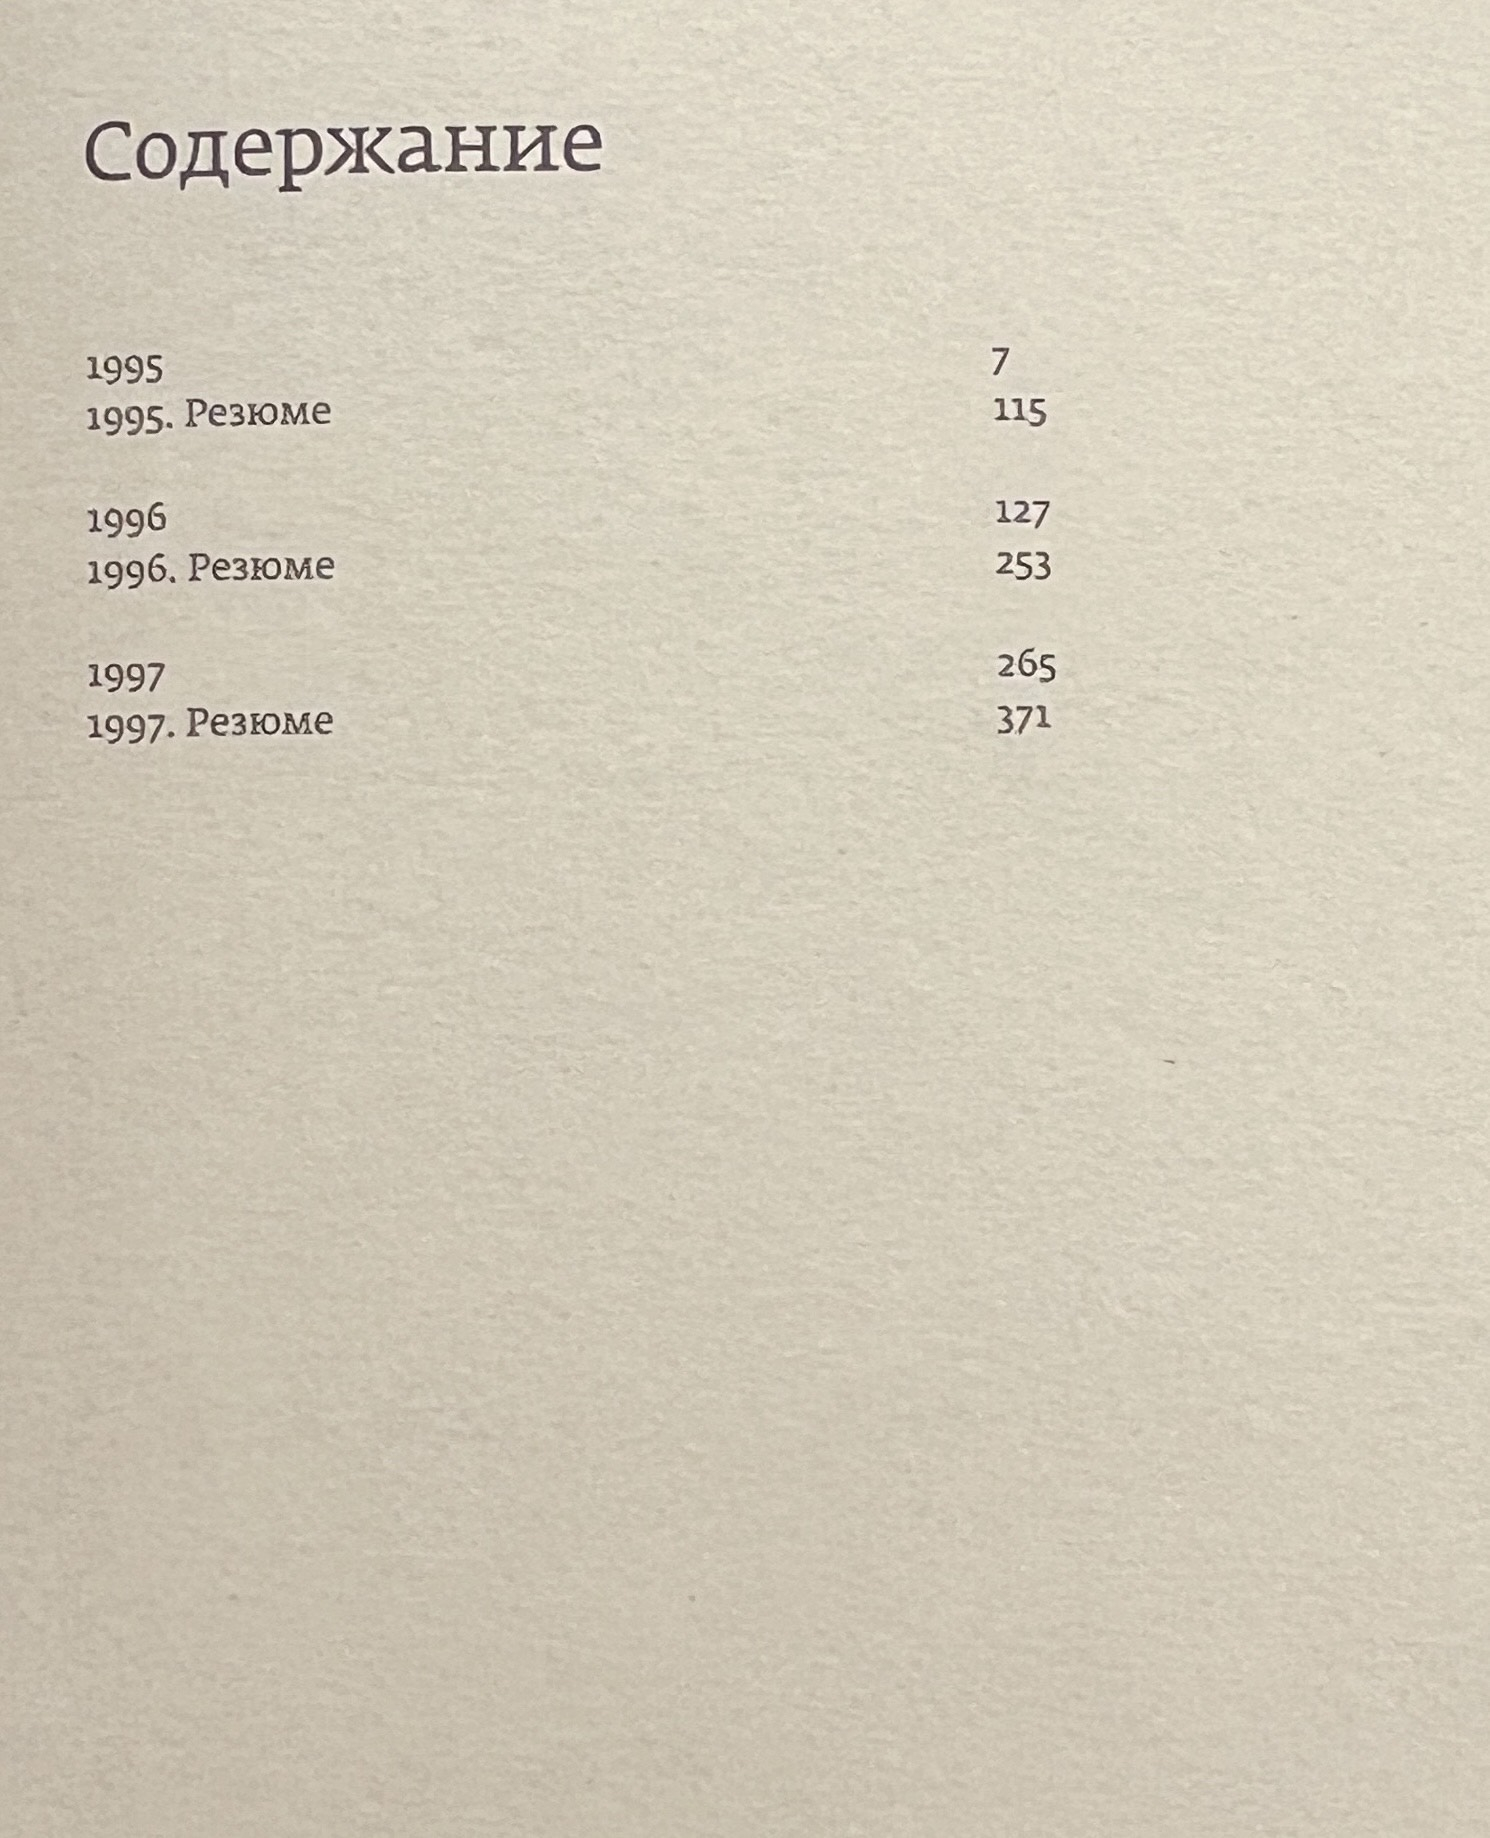 Содержание
1995 7
1995. Резюме 115
1996 127
1996. Резюме 253
1997 265
1997. Резюме 371